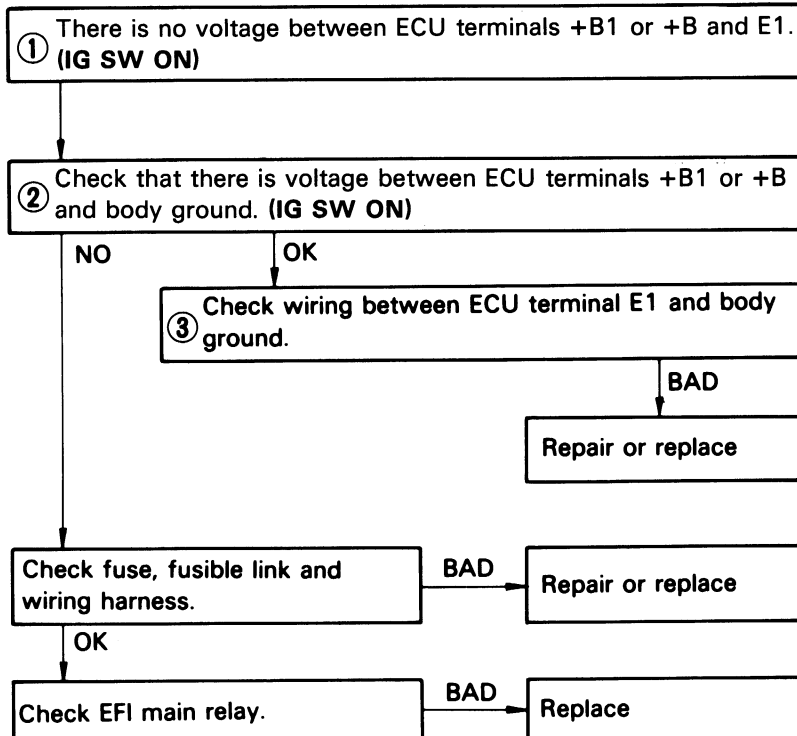 ① There is no voltage between ECU terminals +B1 or +B and E1.
(IG SW ON)
② Check that there is voltage between ECU terminals +B1 or +B
and body ground. (IG SW ON)
NO
OK
③ Check wiring between ECU terminal E1 and body
ground.
BAD
Repair or replace
Check fuse, fusible link and
wiring harness.
BAD
Repair or replace
OK
Check EFI main relay.
BAD
Replace